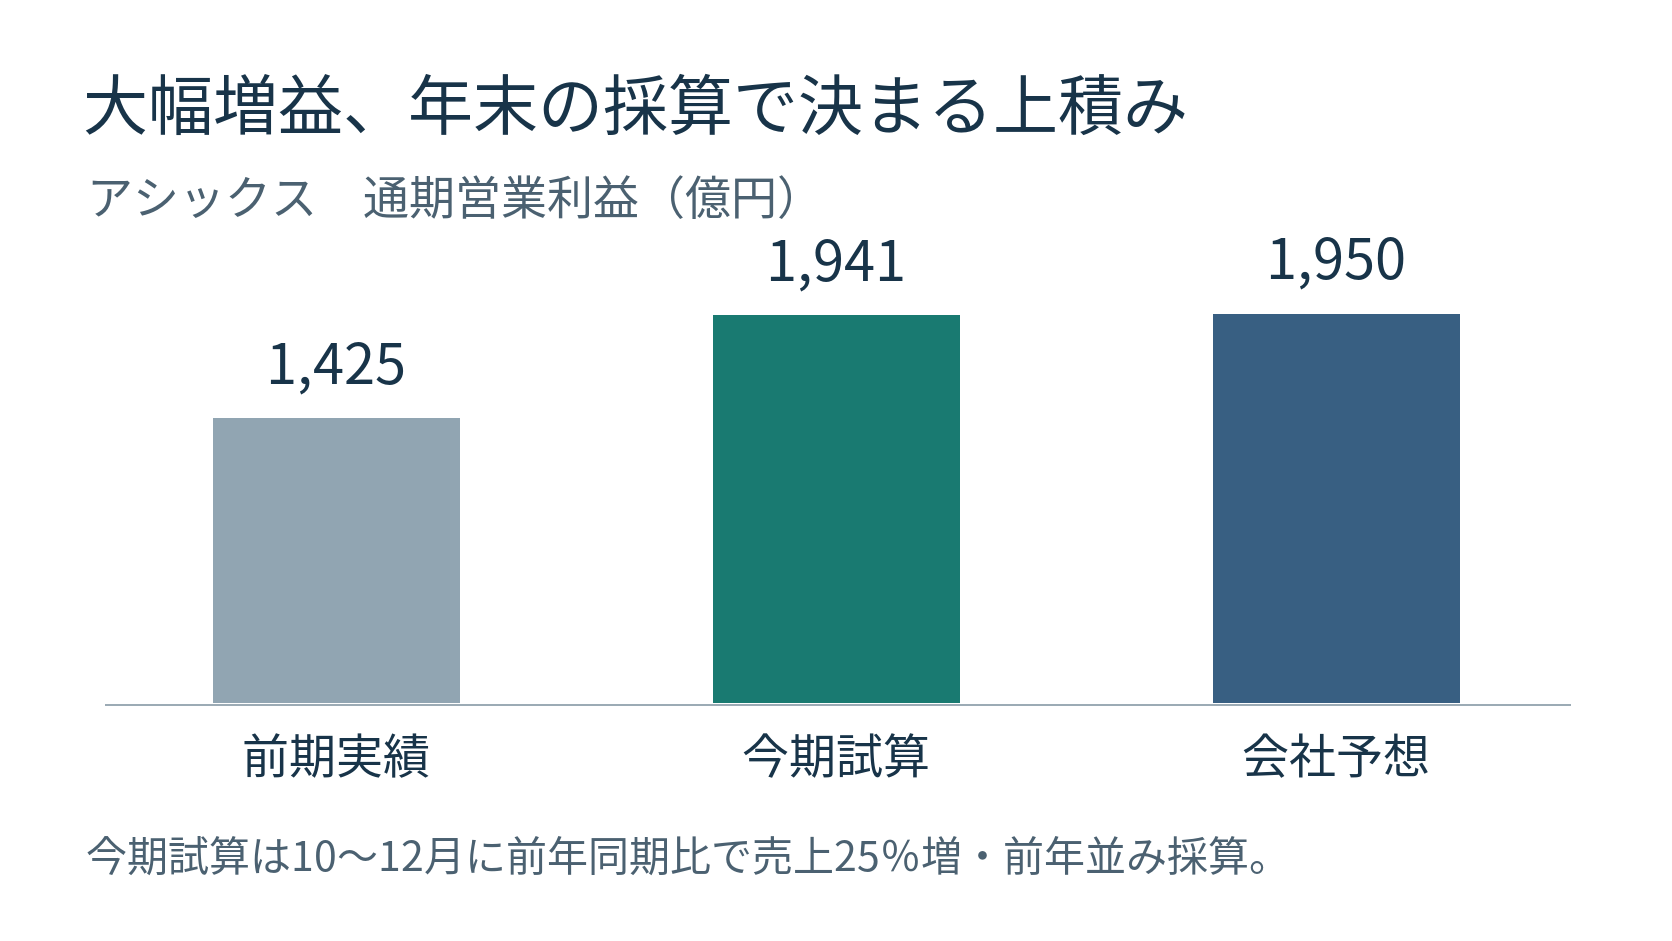 大幅増益、年末の採算で決まる上積み
アシックス　通期営業利益（億円）
1,425
1,941
1,950
前期実績
今期試算
会社予想
今期試算は10〜12月に前年同期比で売上25％増・前年並み採算。